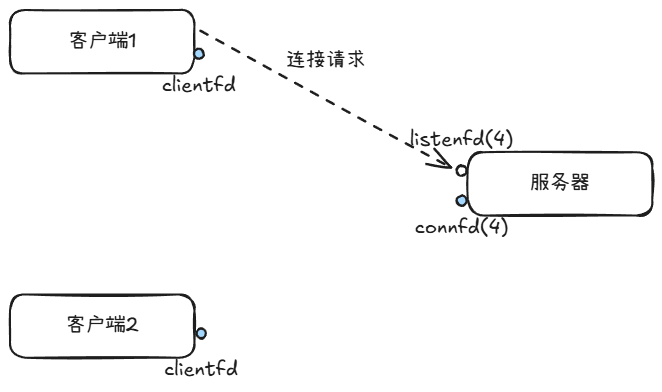 客户端1
连接请求
clientfd
listenfd(4)
服务器
connfd(4)
客户端2
clientfd